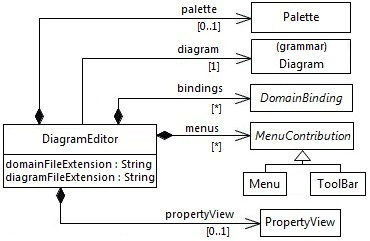 palette
[0..1]
Palette
diagram
[1]
(grammar)
Diagram
bindings
[*]
DomainBinding
DiagramEditor
domainFileExtension : String
diagramFileExtension : String
menus
[*]
MenuContribution
Menu
ToolBar
propertyView
[0..1]
PropertyView